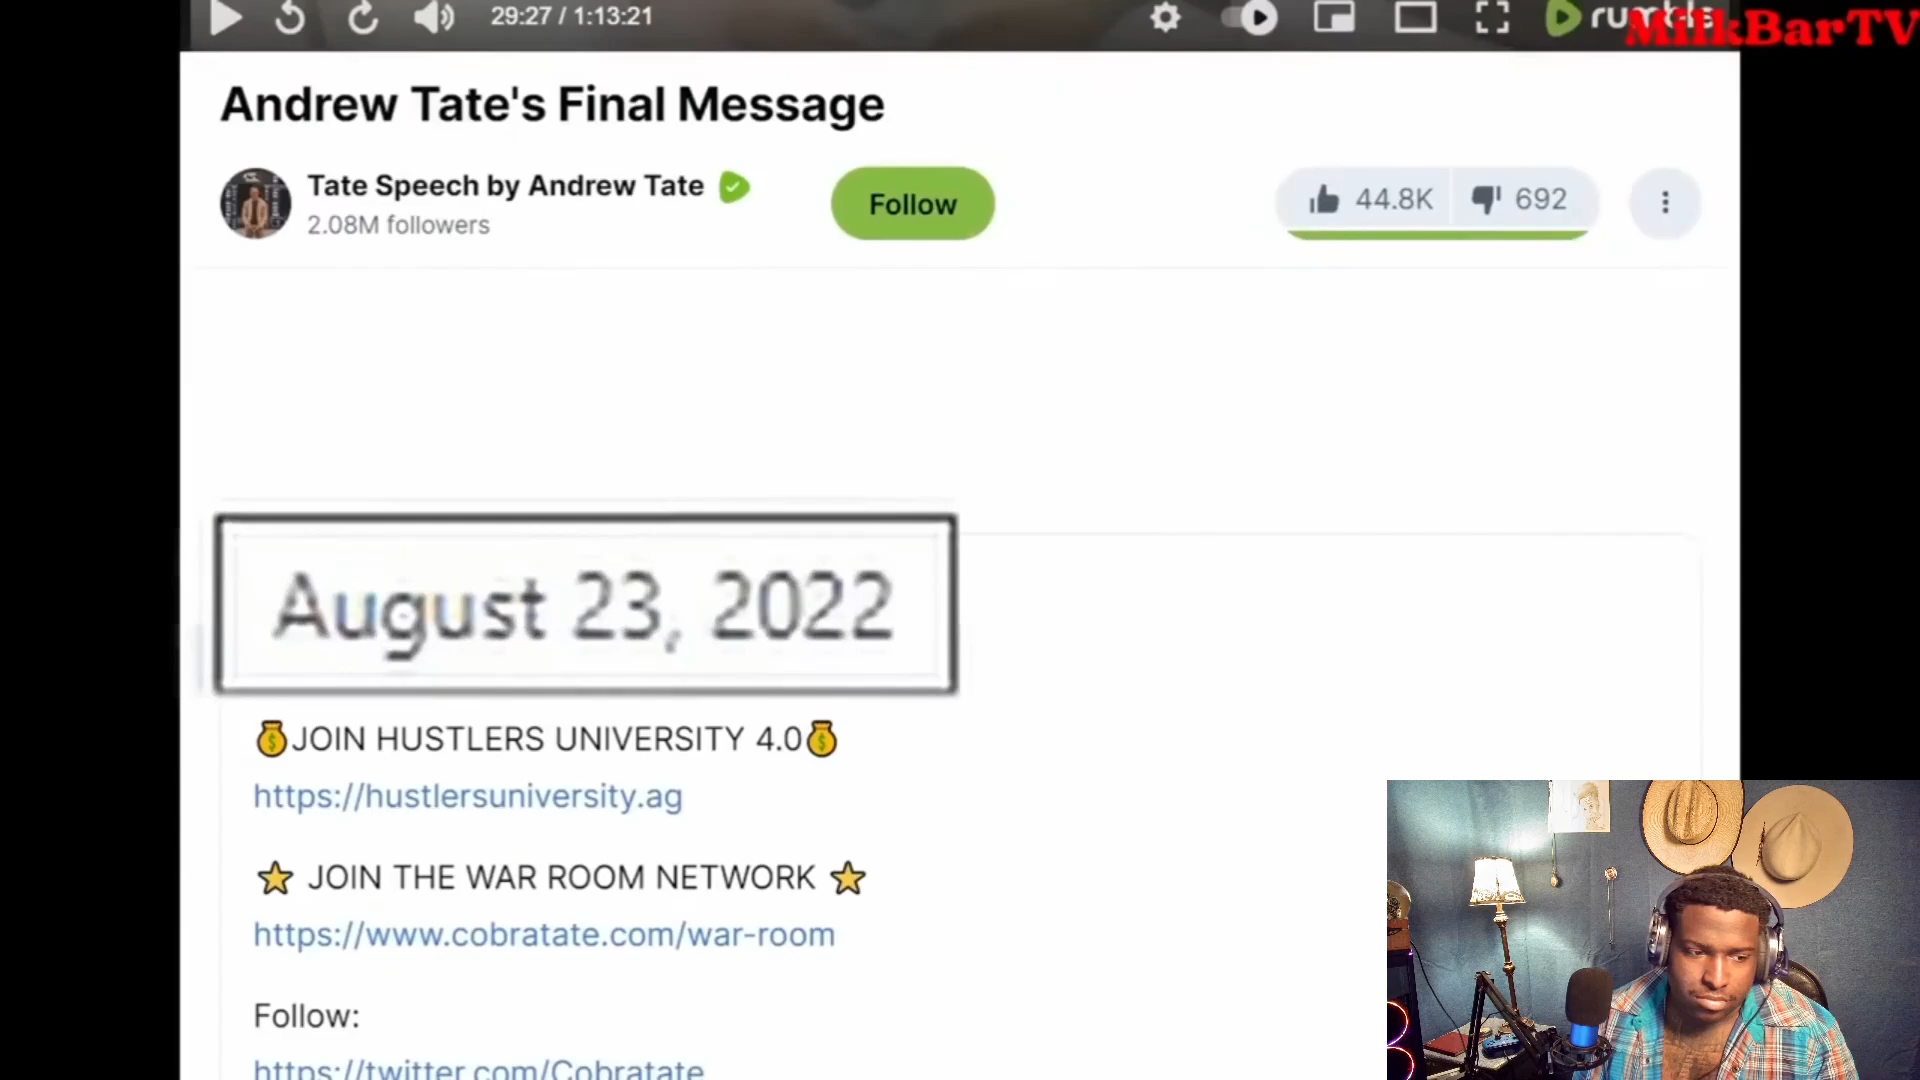 29:27 / 1:13:21
rumble
MilkBarTV
Andrew Tate's Final Message
Tate Speech by Andrew Tate
2.08M followers
Follow
44.8K
692
August 23, 2022
💰JOIN HUSTLERS UNIVERSITY 4.0💰
https://hustlersuniversity.ag
⭐ JOIN THE WAR ROOM NETWORK ⭐
https://www.cobratate.com/war-room
Follow:
https://twitter.com/Cobratate